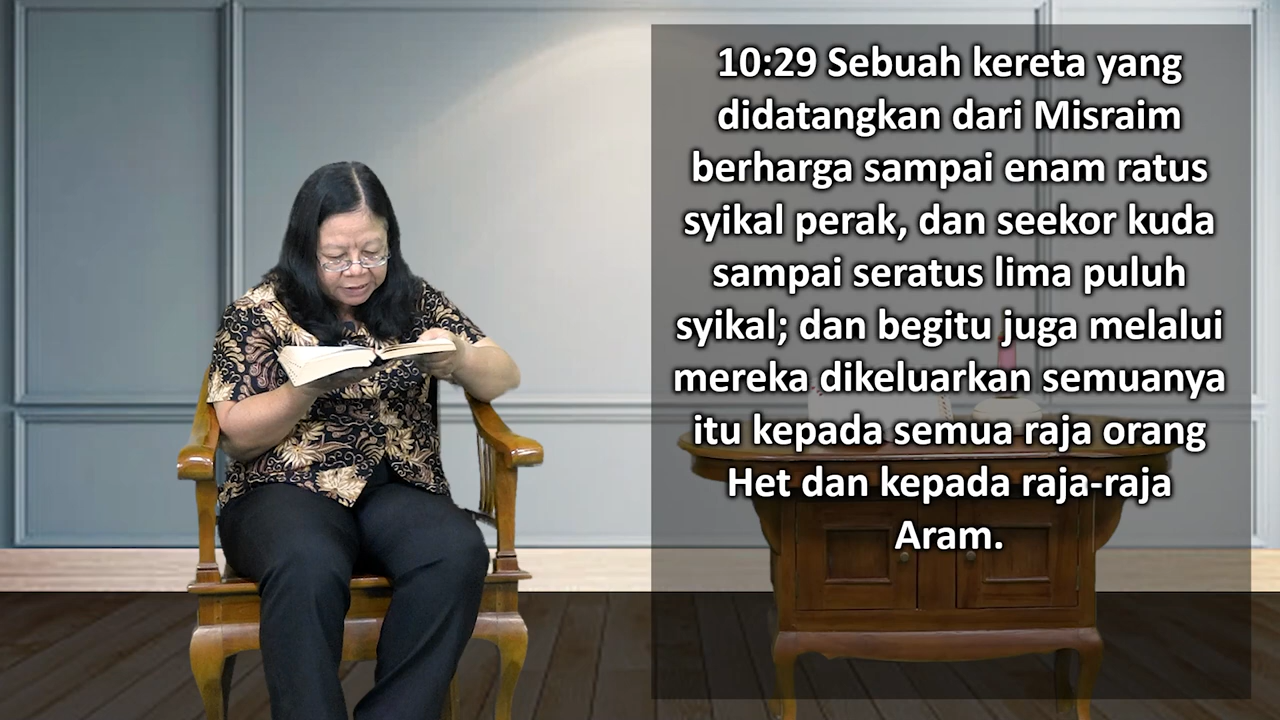 10:29 Sebuah kereta yang
didatangkan dari Misraim
berharga sampai enam ratus
syikal perak, dan seekor kuda
sampai seratus lima puluh
syikal; dan begitu juga melalui
mereka dikeluarkan semuanya
itu kepada semua raja orang
Het dan kepada raja-raja
Aram.